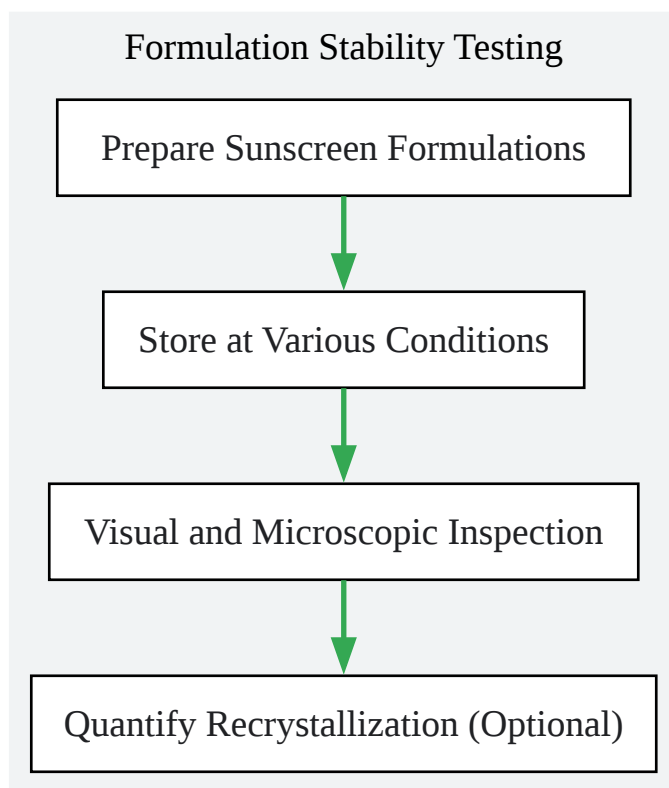 Formulation Stability Testing
Prepare Sunscreen Formulations
Store at Various Conditions
Visual and Microscopic Inspection
Quantify Recrystallization (Optional)